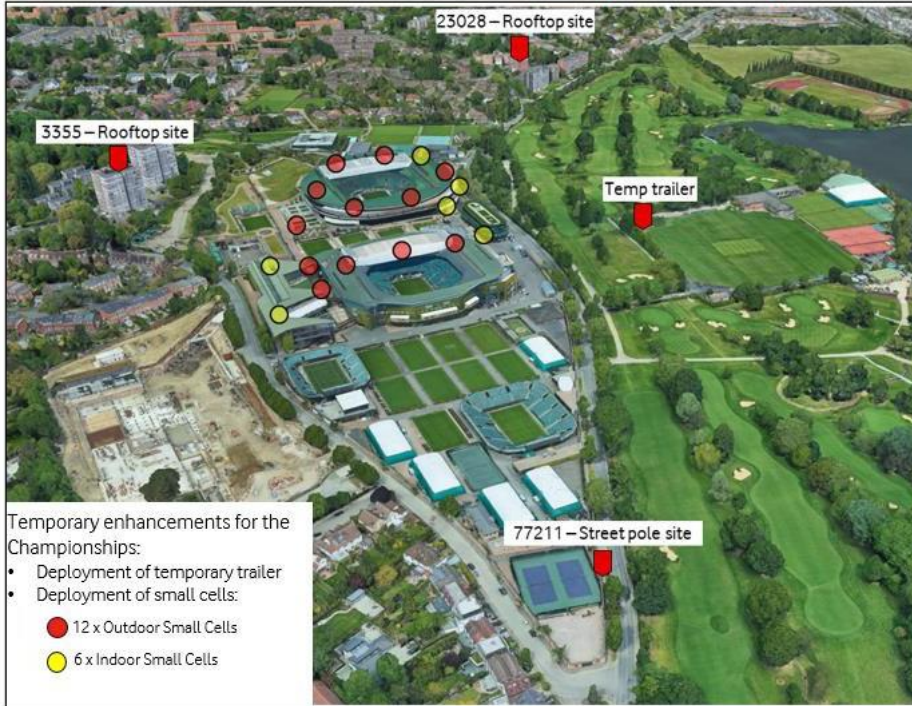 23028 – Rooftop site
3355 – Rooftop site
Temp trailer
77211 – Street pole site
Temporary enhancements for the
Championships:
• Deployment of temporary trailer
• Deployment of small cells:
12 x Outdoor Small Cells
6 x Indoor Small Cells